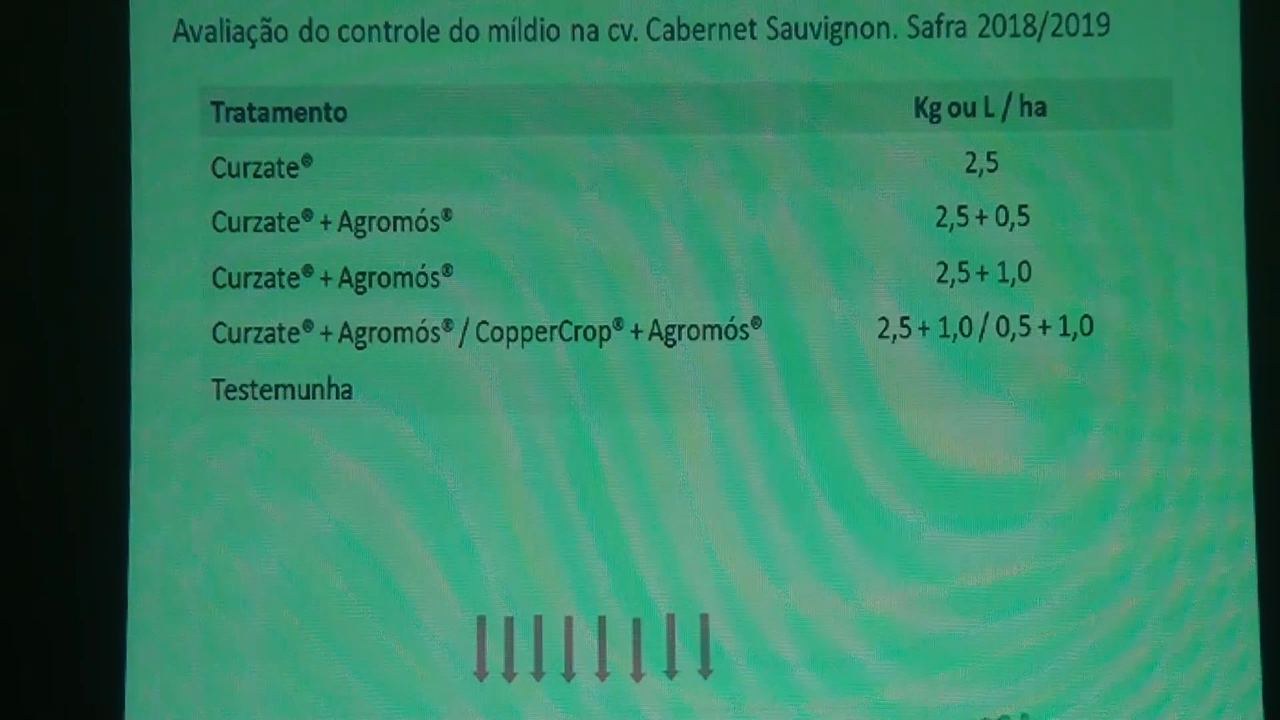 Avaliação do controle do míldio na cv. Cabernet Sauvignon. Safra 2018/2019
Tratamento Kg ou L / ha
Curzate® 2,5
Curzate® + Agromós® 2,5 + 0,5
Curzate® + Agromós® 2,5 + 1,0
Curzate® + Agromós® / CopperCrop® + Agromós® 2,5 + 1,0 / 0,5 + 1,0
Testemunha